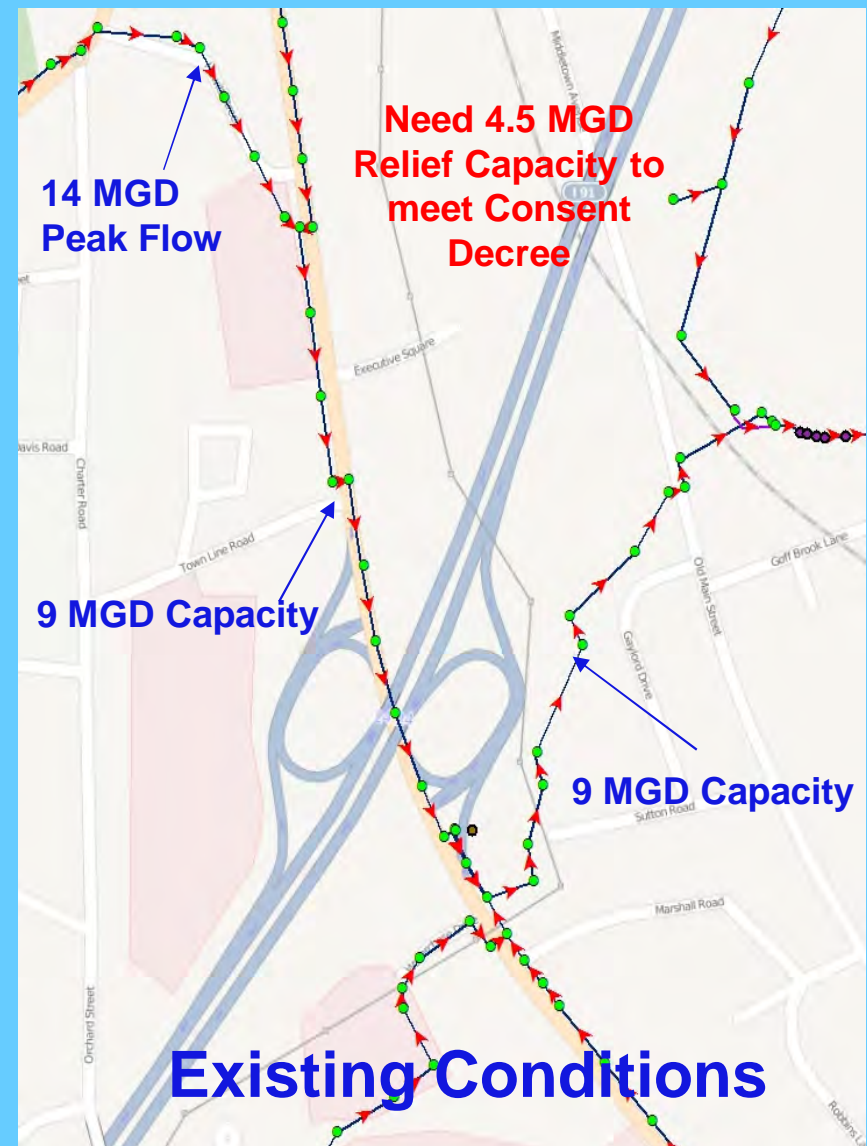 Need 4.5 MGD
Relief Capacity to
meet Consent
Decree
14 MGD
Peak Flow
I 91
Executive Square
Davis Road
Charter Road
Town Line Road
9 MGD Capacity
Goff Brook Lane
Old Main Street
Gaylord Drive
9 MGD Capacity
Sutton Road
Marshall Road
Orchard Street
Existing Conditions